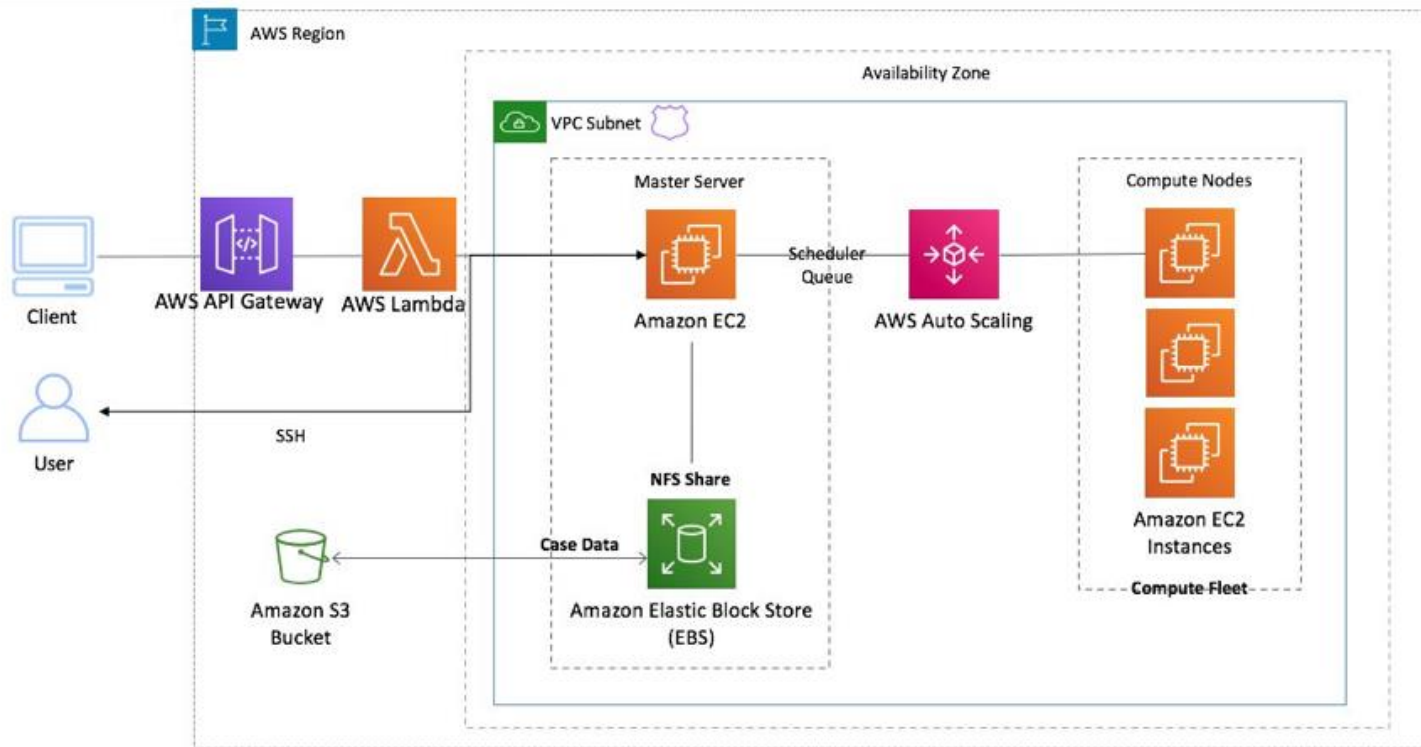 AWS Region
Availability Zone
VPC Subnet
Master Server
Compute Nodes
Client
AWS API Gateway
AWS Lambda
Amazon EC2
Scheduler
Queue
AWS Auto Scaling
User
SSH
NFS Share
Case Data
Amazon S3
Bucket
Amazon Elastic Block Store
(EBS)
Amazon EC2
Instances
Compute Fleet